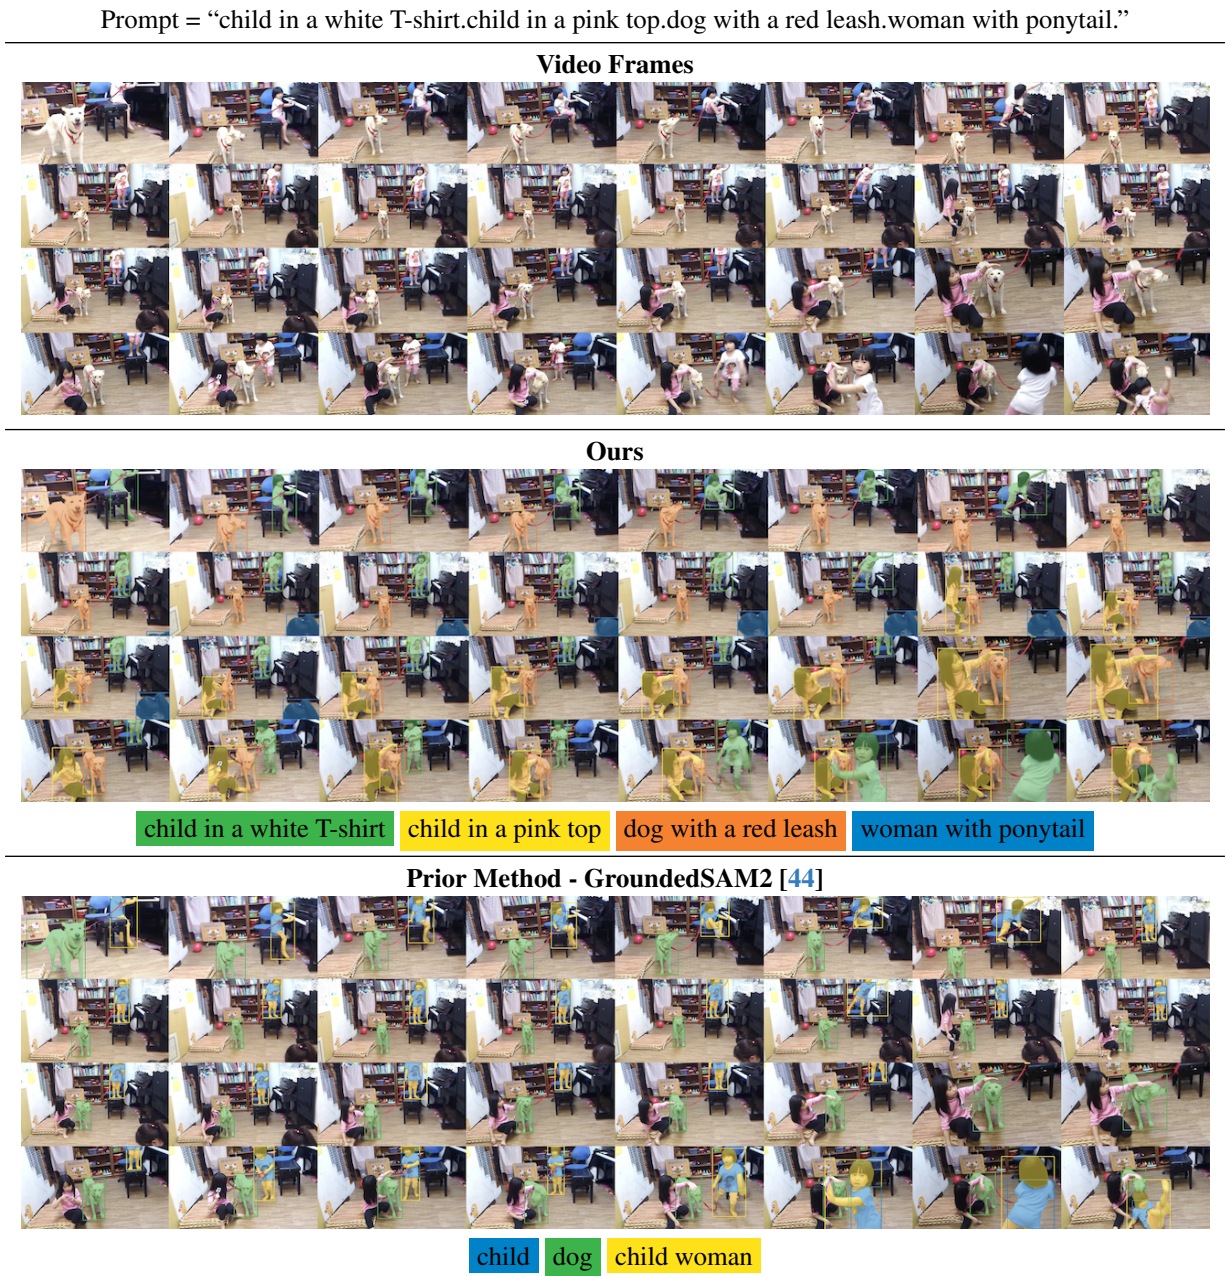 Prompt = “child in a white T-shirt.child in a pink top.dog with a red leash.woman with ponytail.”
Video Frames
Ours
child in a white T-shirt child in a pink top dog with a red leash woman with ponytail
Prior Method - GroundedSAM2 [44]
child dog child woman